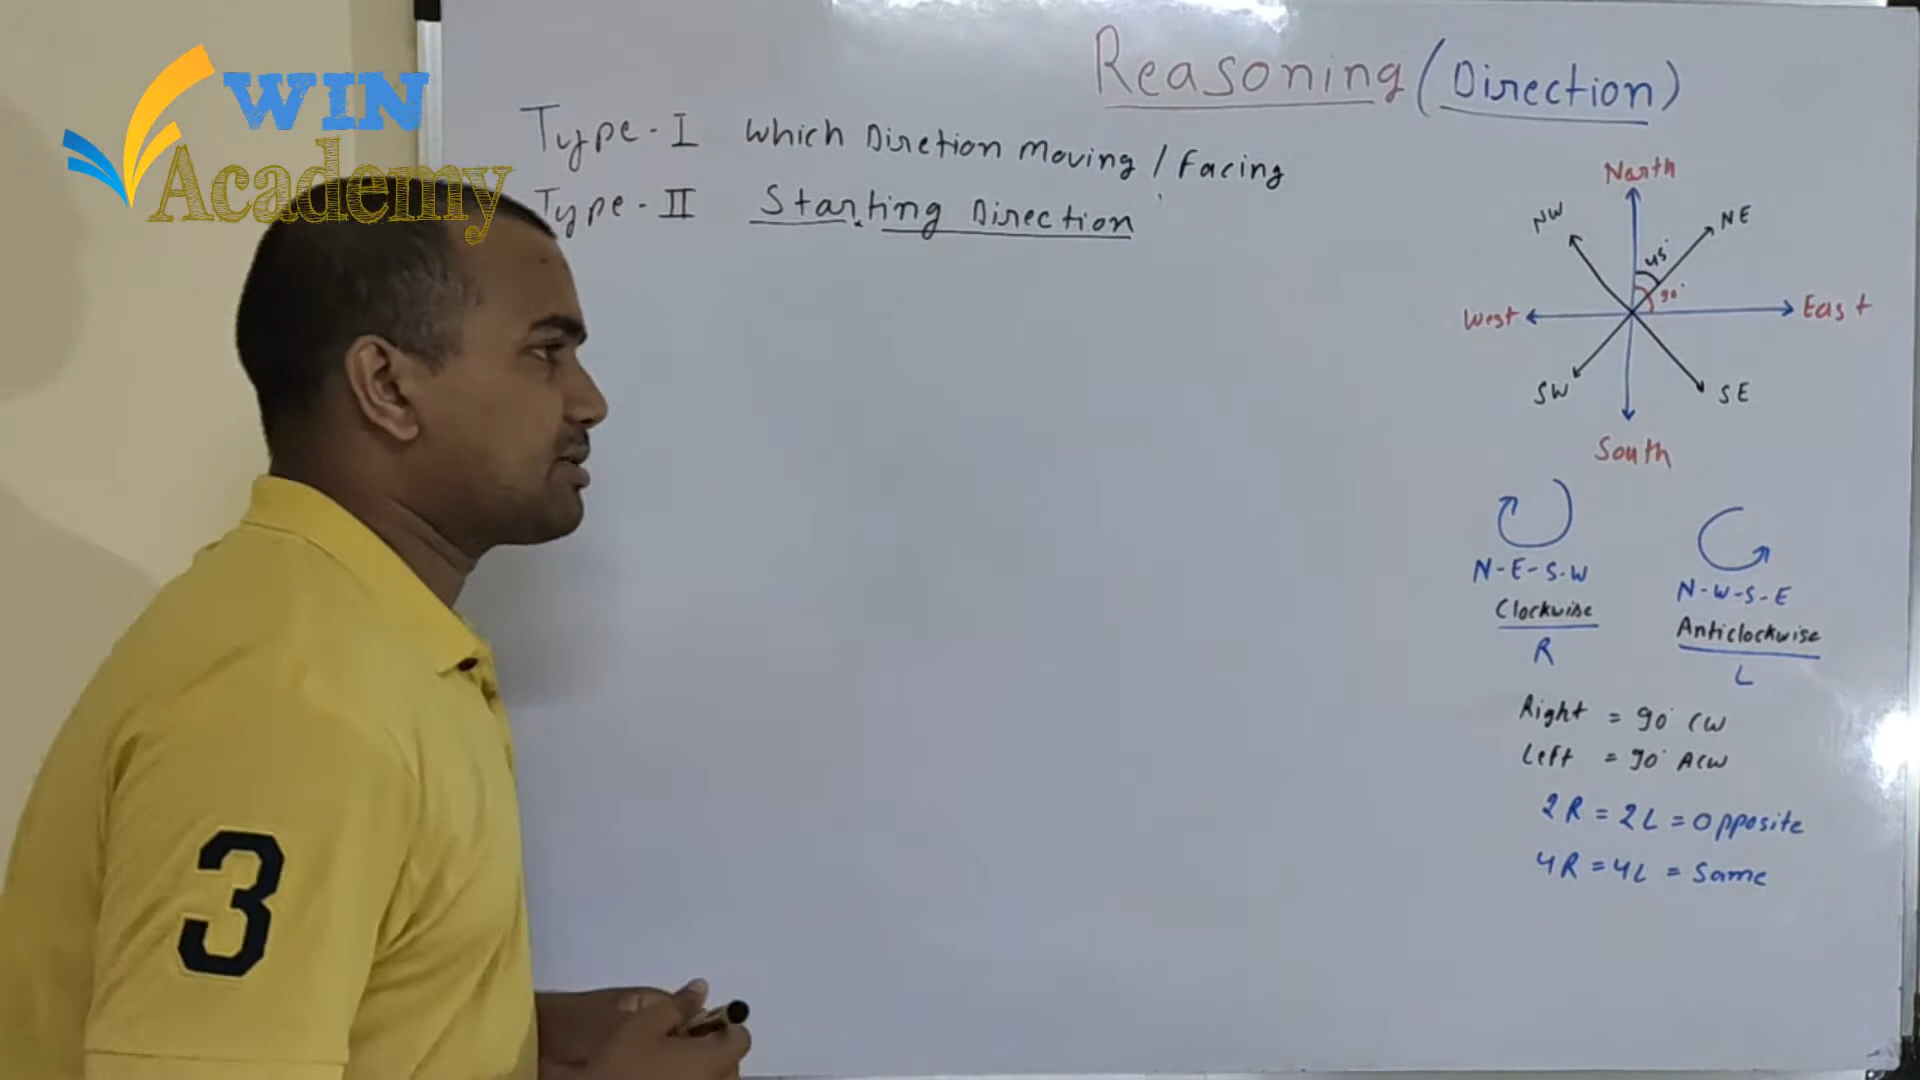 WIN
Academy
Reasoning (Direction)
Type-I Which Diretion Moving / Facing
Type-II Starting Direction
North
NW
NE
45°
90°
West
East
SW
SE
South
N-E-S-W
Clockwise
R
N-W-S-E
Anticlockwise
L
Right = 90° CW
Left = 90° ACW
2R = 2L = Opposite
4R = 4L = Same
3